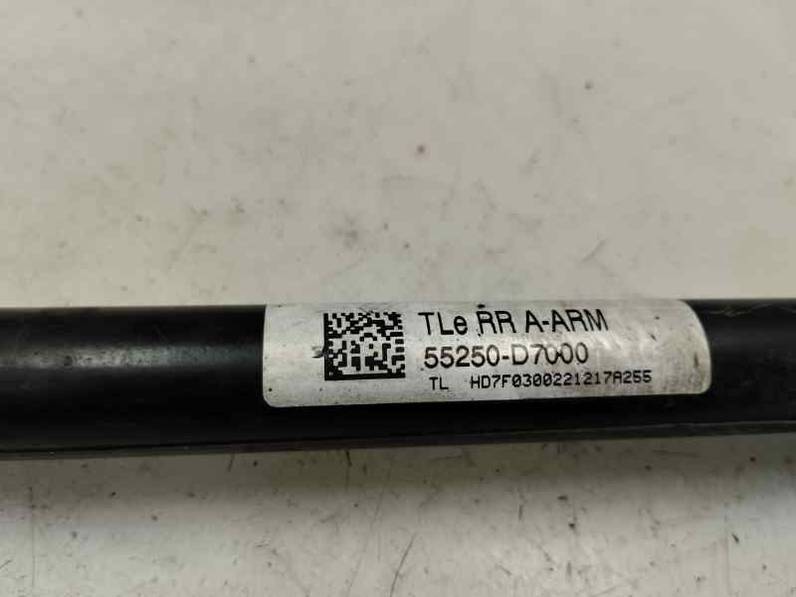 TLe RR A-ARM
55250-D7000
TL HD7F0300221217A255